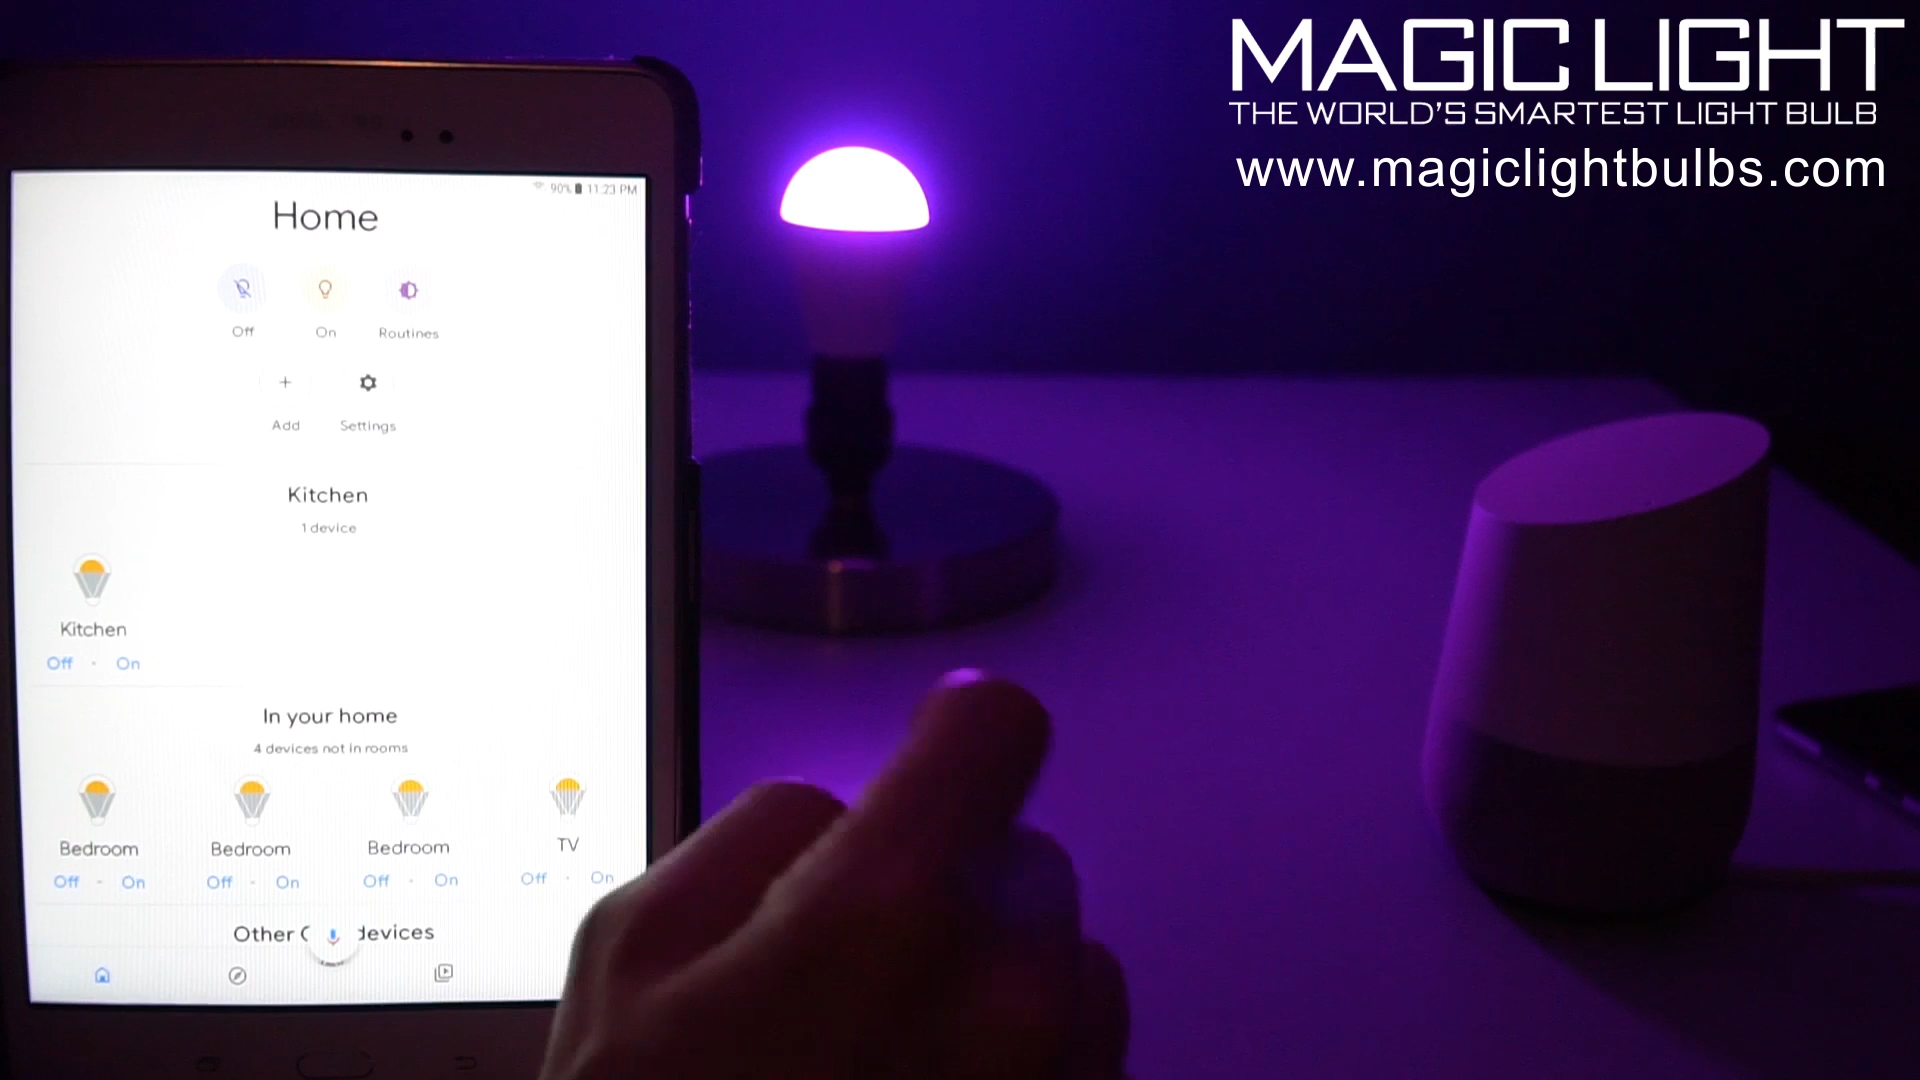 MAGIC LIGHT
THE WORLD'S SMARTEST LIGHT BULB
www.magiclightbulbs.com
90% 11:23 PM
Home
Off On Routines
Add Settings
Kitchen
1 device
Kitchen
Off · On
In your home
4 devices not in rooms
Bedroom Bedroom Bedroom TV
Off · On Off · On Off · On Off · On
Other devices